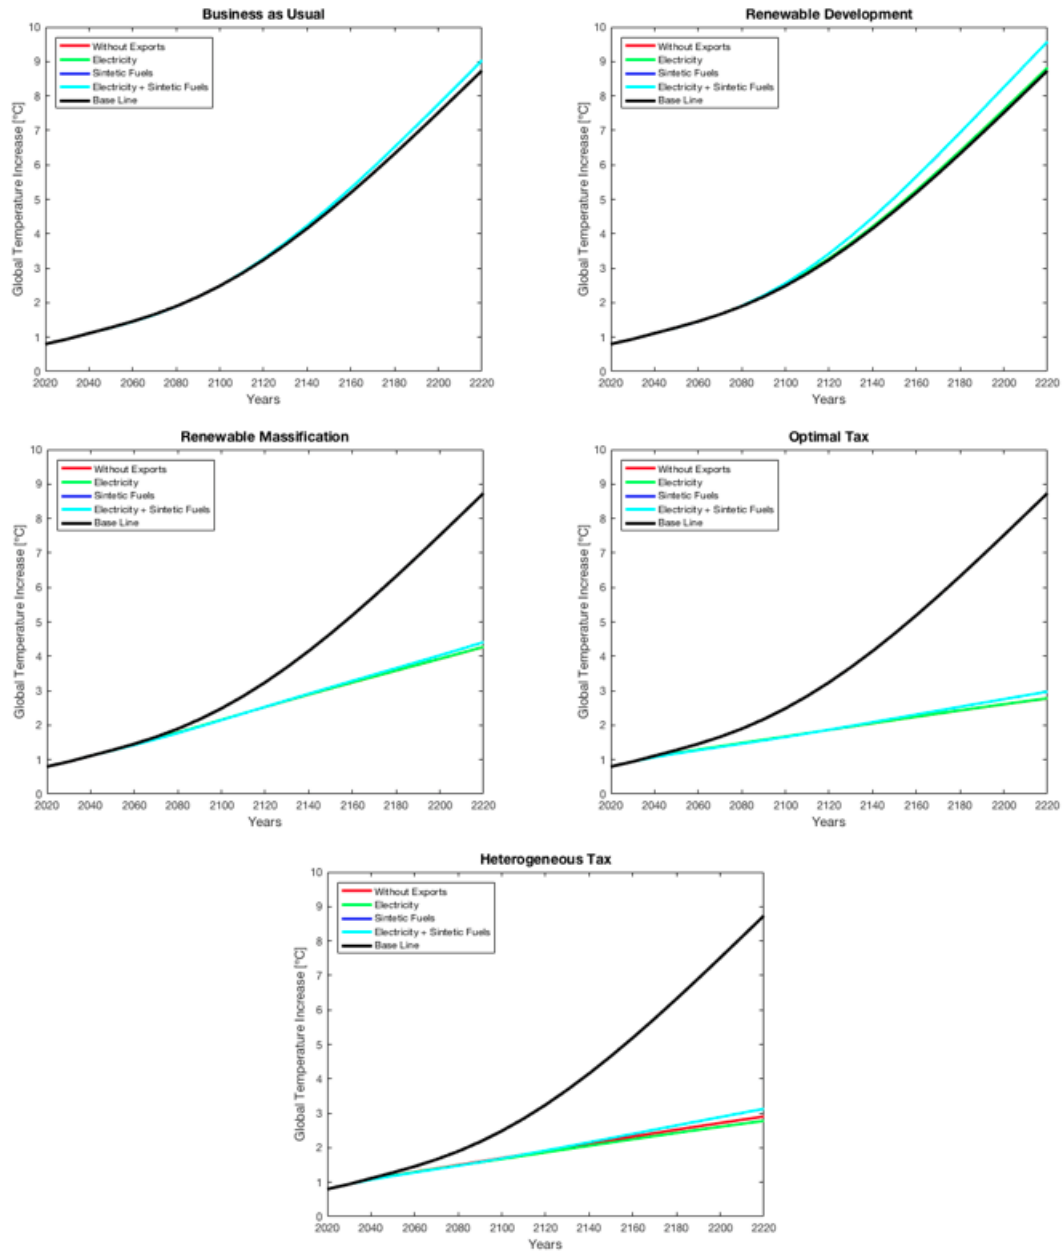 Business as Usual
10
9
8
7
6
5
4
3
2
1
0
Global Temperature Increase [°C]
Without Exports
Electricity
Sintetic Fuels
Electricity + Sintetic Fuels
Base Line
2020 2040 2060 2080 2100 2120 2140 2160 2180 2200 2220
Years
Renewable Development
10
9
8
7
6
5
4
3
2
1
0
Global Temperature Increase [°C]
Without Exports
Electricity
Sintetic Fuels
Electricity + Sintetic Fuels
Base Line
2020 2040 2060 2080 2100 2120 2140 2160 2180 2200 2220
Years
Renewable Massification
10
9
8
7
6
5
4
3
2
1
0
Global Temperature Increase [°C]
Without Exports
Electricity
Sintetic Fuels
Electricity + Sintetic Fuels
Base Line
2020 2040 2060 2080 2100 2120 2140 2160 2180 2200 2220
Years
Optimal Tax
10
9
8
7
6
5
4
3
2
1
0
Global Temperature Increase [°C]
Without Exports
Electricity
Sintetic Fuels
Electricity + Sintetic Fuels
Base Line
2020 2040 2060 2080 2100 2120 2140 2160 2180 2200 2220
Years
Heterogeneous Tax
10
9
8
7
6
5
4
3
2
1
0
Global Temperature Increase [°C]
Without Exports
Electricity
Sintetic Fuels
Electricity + Sintetic Fuels
Base Line
2020 2040 2060 2080 2100 2120 2140 2160 2180 2200 2220
Years